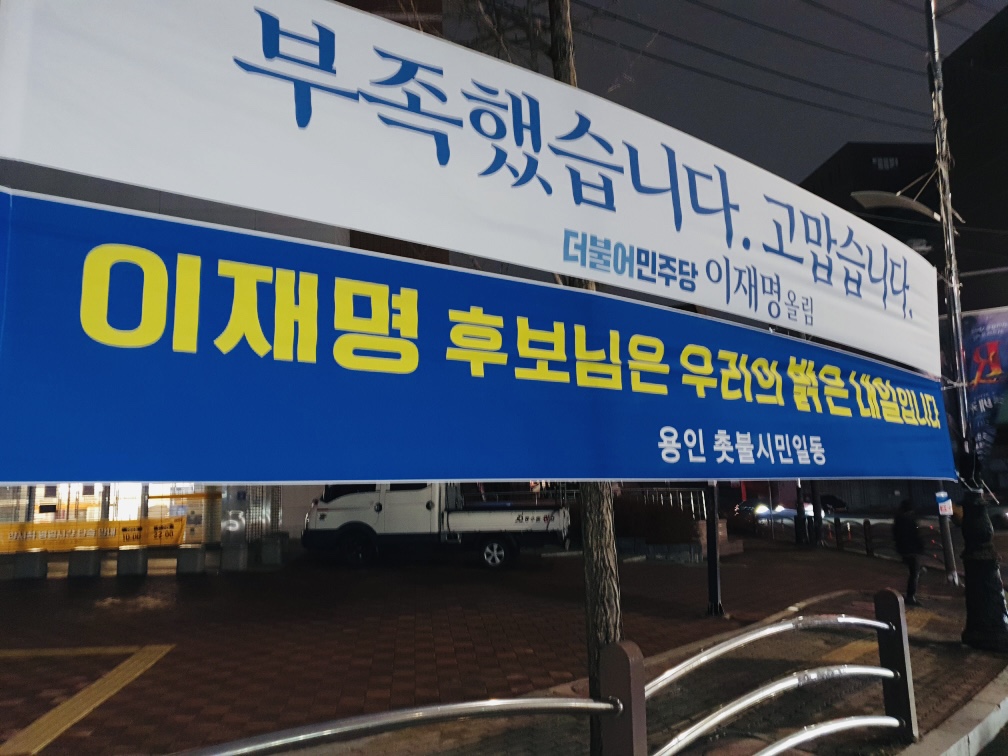 부족했습니다. 고맙습니다.
더불어민주당 이재명 올림
이재명 후보님은 우리의 밝은 내일입니다
용인 촛불시민일동